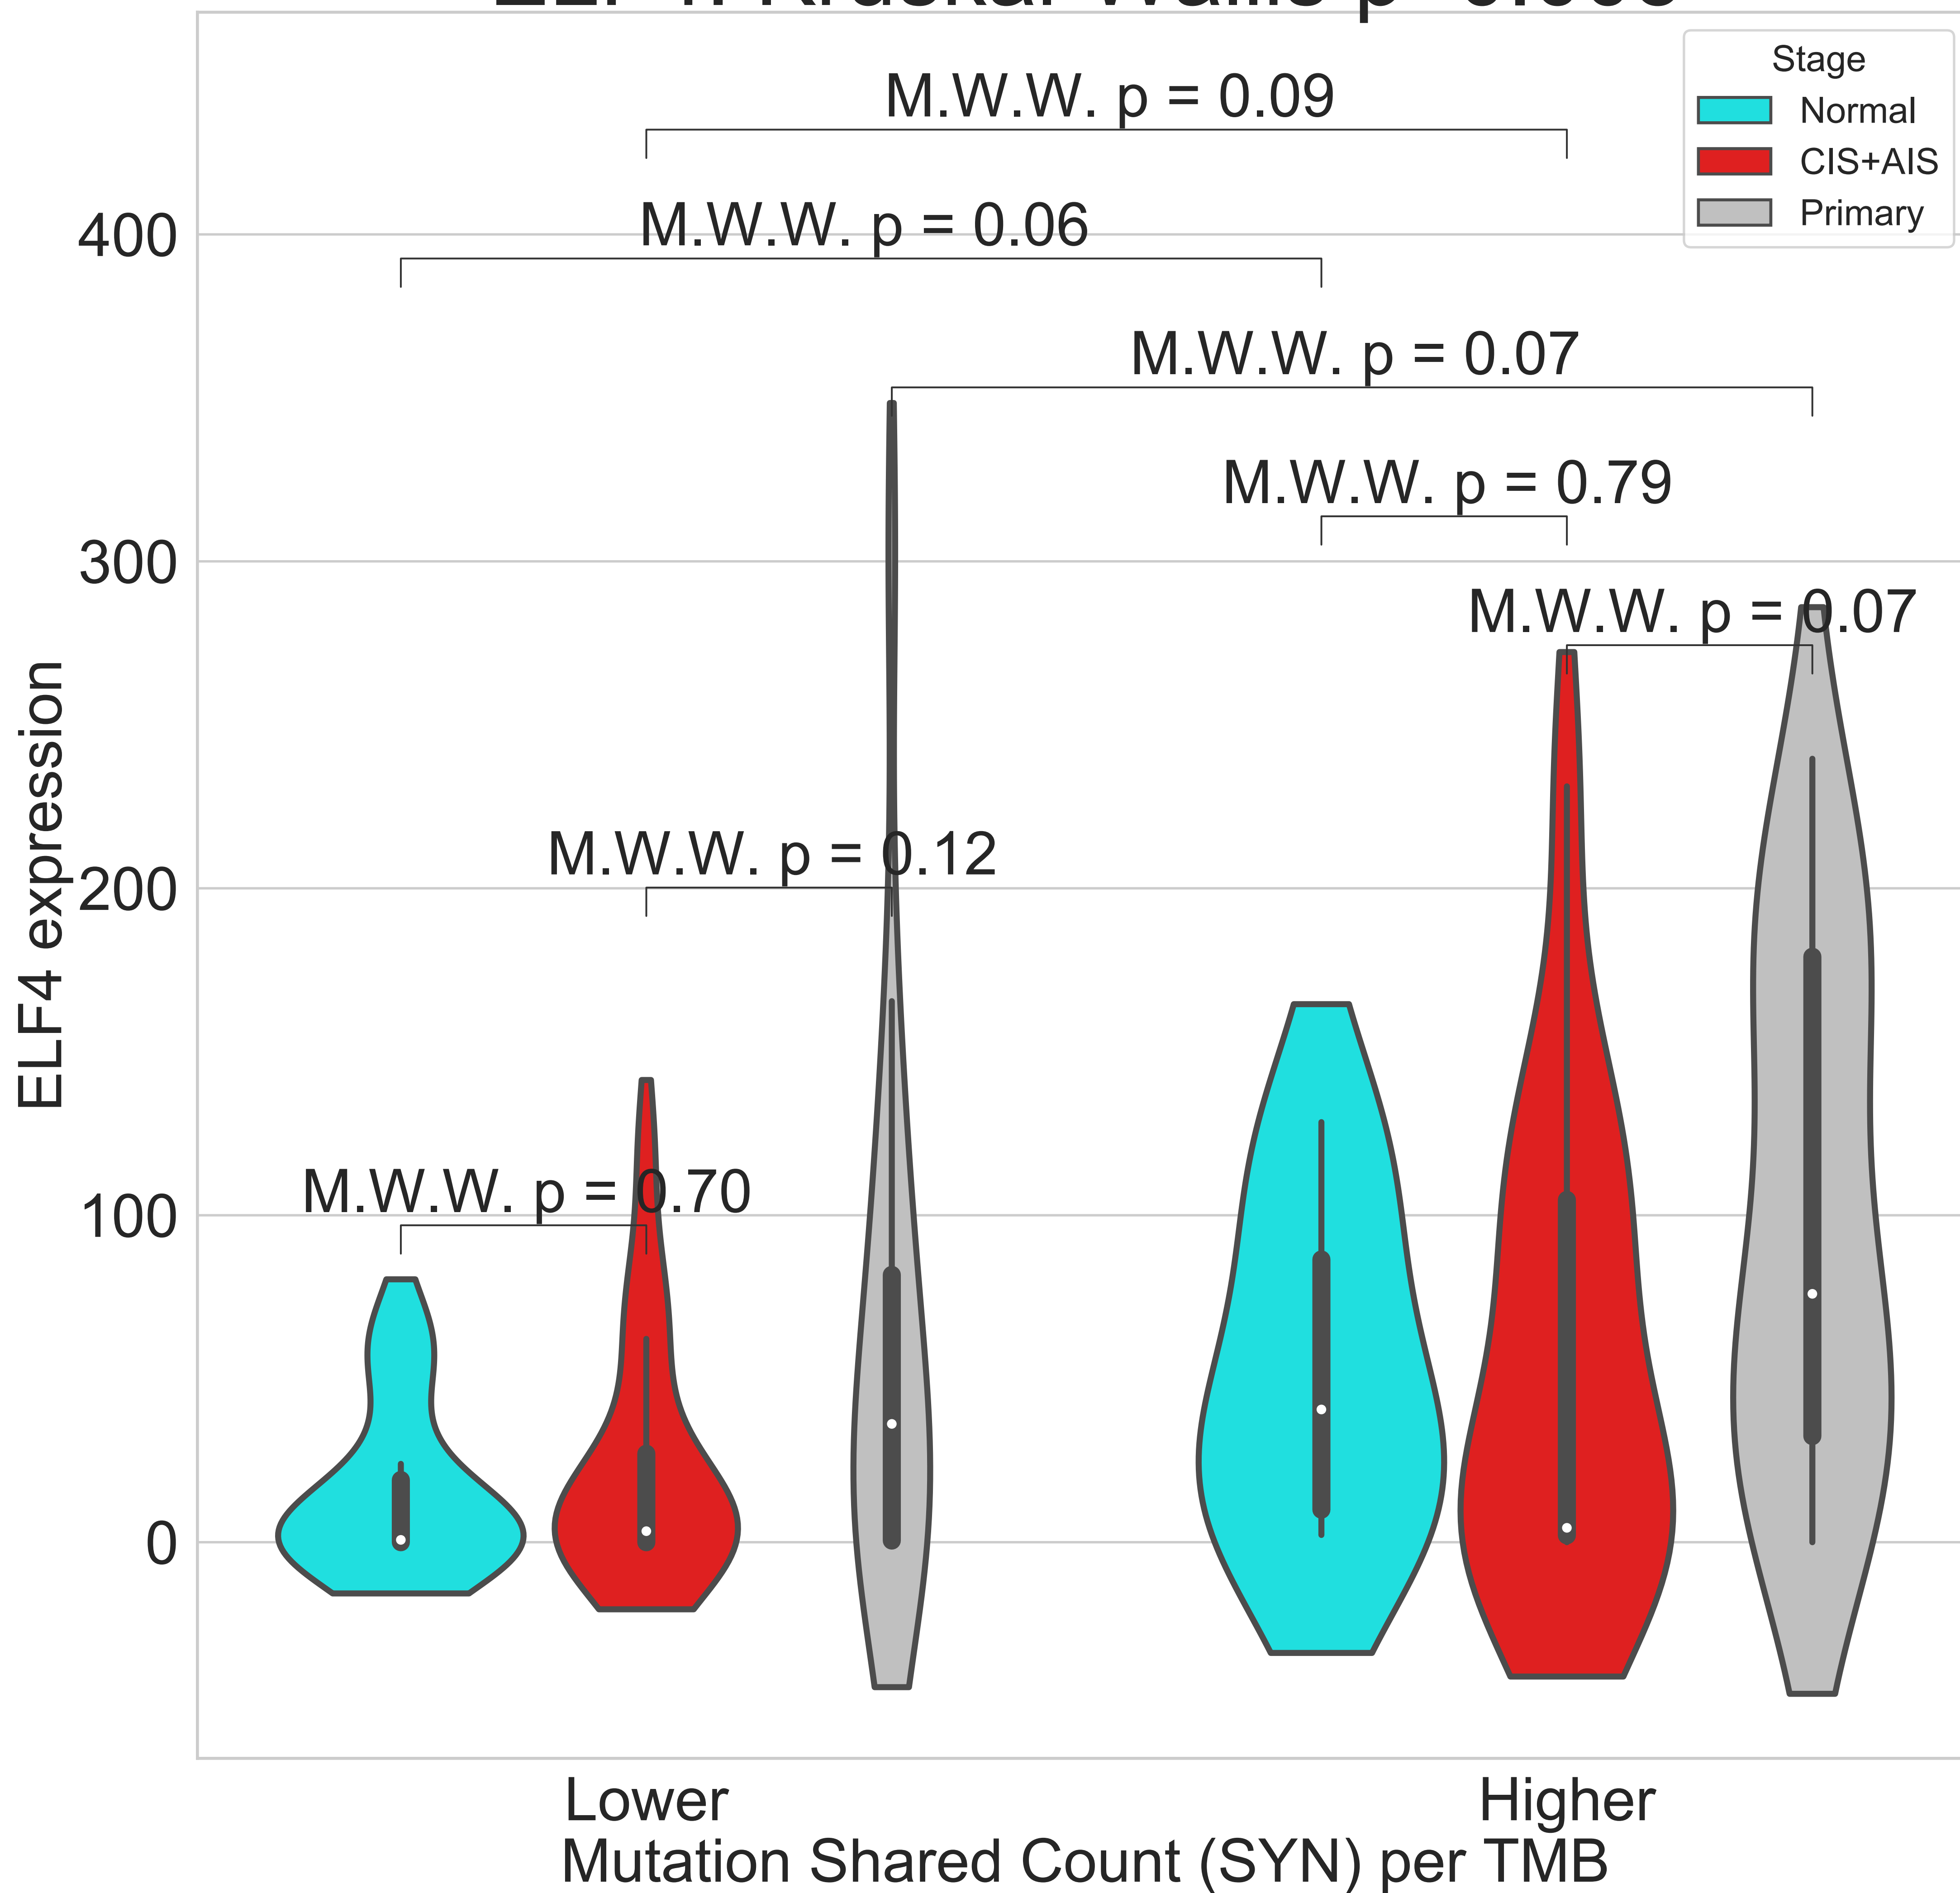 Stage
Normal
CIS+AIS
Primary
M.W.W. p = 0.09
M.W.W. p = 0.06
M.W.W. p = 0.07
M.W.W. p = 0.79
M.W.W. p = 0.07
M.W.W. p = 0.12
M.W.W. p = 0.70
400
300
200
100
0
ELF4 expression
Lower
Higher
Mutation Shared Count (SYN) per TMB